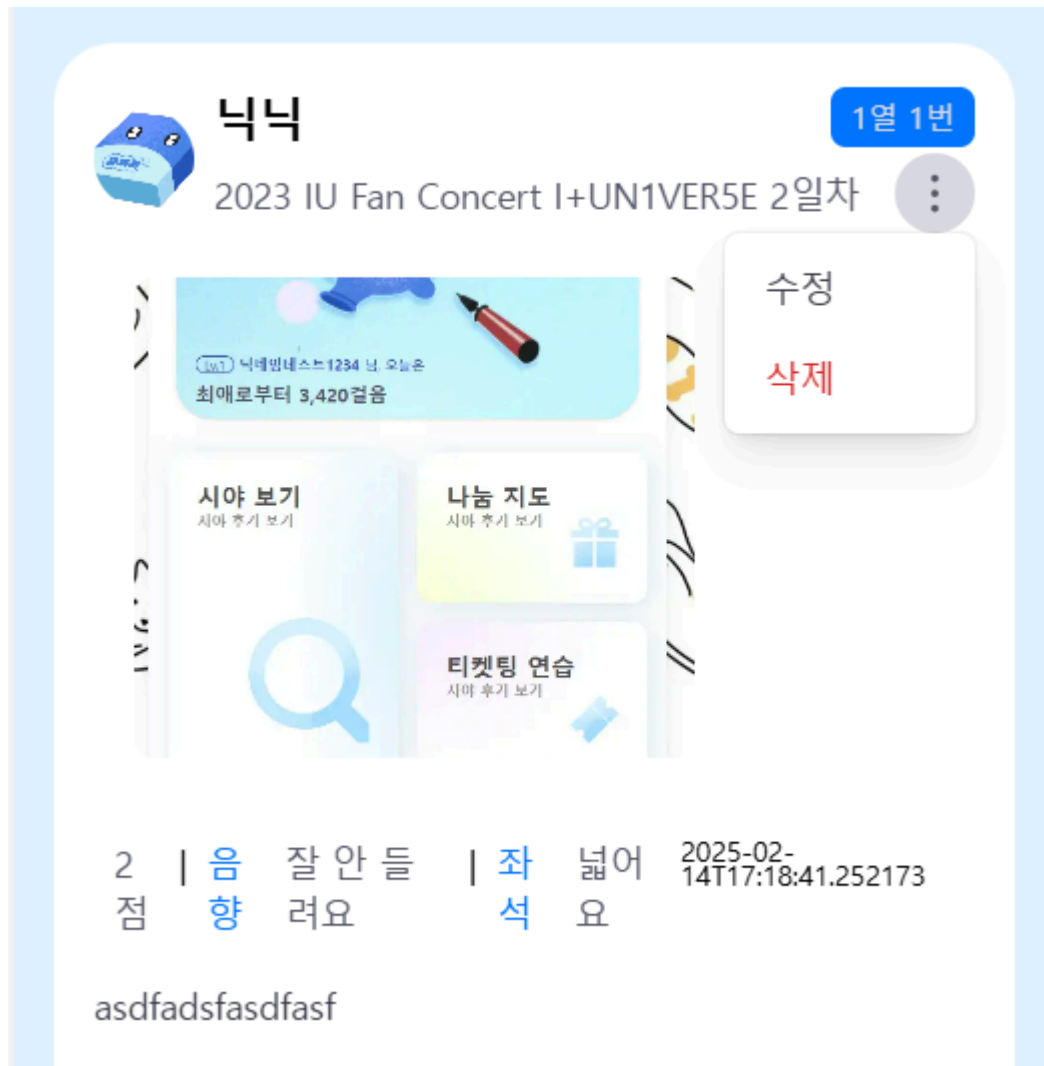 닉닉
1열 1번
2023 IU Fan Concert I+UN1VER5E 2일차
수정
삭제
Lv.1 닉네임네스트1234 님, 오늘은
최애로부터 3,420걸음
시야 보기
시야 후기 보기
나눔 지도
시야 후기 보기
티켓팅 연습
시야 후기 보기
2점 | 음향 잘 안 들려요 | 좌석 넓어요
2025-02-
14T17:18:41.252173
asdfadsfasdfasf